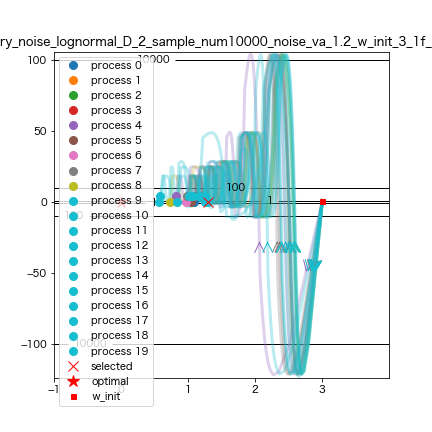 ry_noise_lognormal_D_2_sample_num10000_noise_va_1.2_w_init_3_1f_
100
50
0
−50
−100
0
1
2
3
10000
100
1
10000
process 0
process 1
process 2
process 3
process 4
process 5
process 6
process 7
process 8
process 9
process 10
process 11
process 12
process 13
process 14
process 15
process 16
process 17
process 18
process 19
selected
optimal
w_init